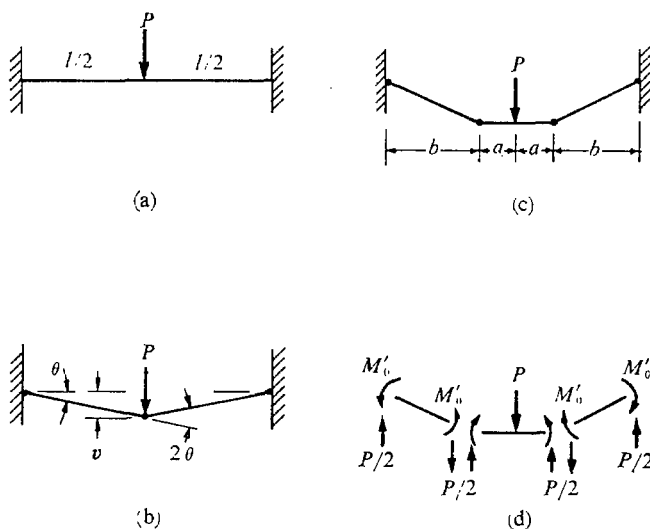 P
l/2 l/2
(a)
P
b a a b
(c)
θ P
v 2θ
(b)
M′₀ M′₀ P M′₀ M′₀
P/2 P/2 P/2 P/2
(d)